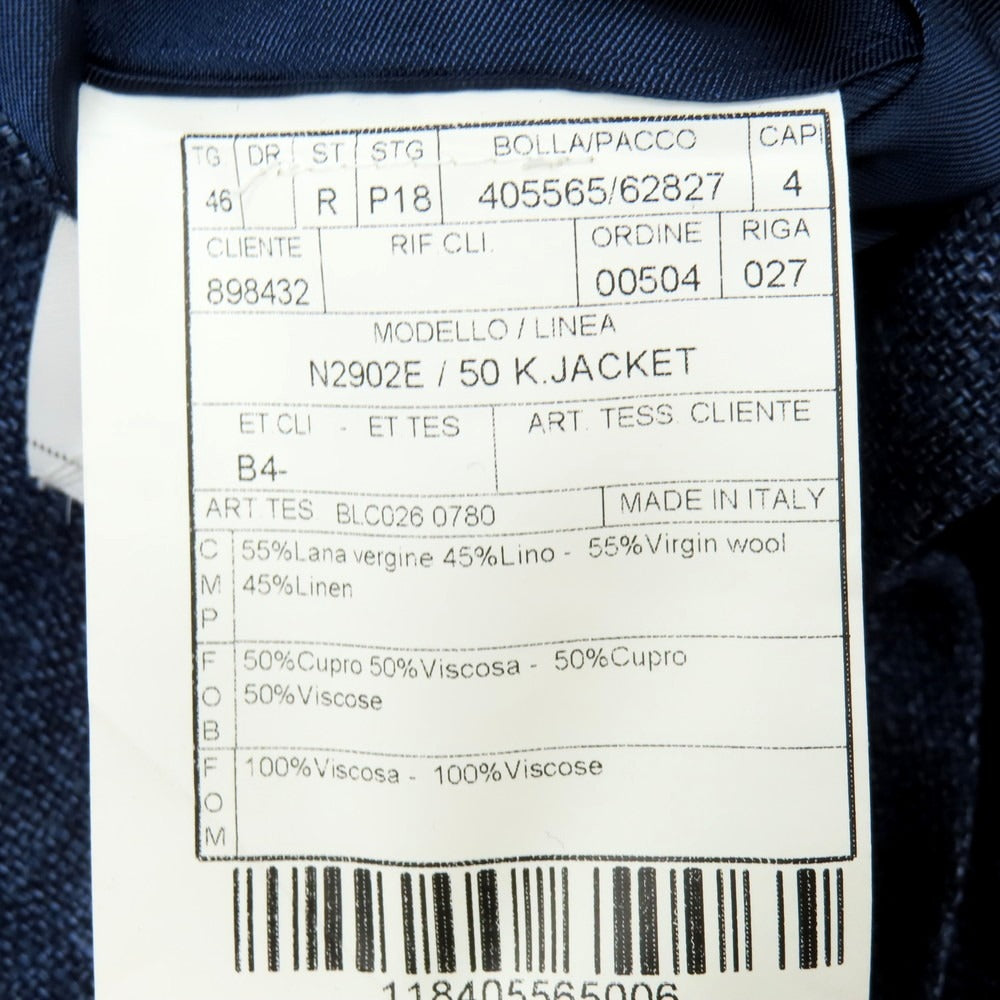 TG. DR ST STG BOLLA/PACCO CAPI
46 R P18 405565/62827 4
CLIENTE RIF CLI. ORDINE RIGA
898432 00504 027
MODELLO / LINEA
N2902E / 50 K.JACKET
ET.CLI - ET TES ART. TESS. CLIENTE
B4-
ART.TES BLC026 0780 MADE IN ITALY
C 55%Lana vergine 45%Lino - 55%Virgin wool
M 45%Linen
P
F 50%Cupro 50%Viscosa - 50%Cupro
O 50%Viscose
B
F 100%Viscosa - 100%Viscose
O
M
118405565006